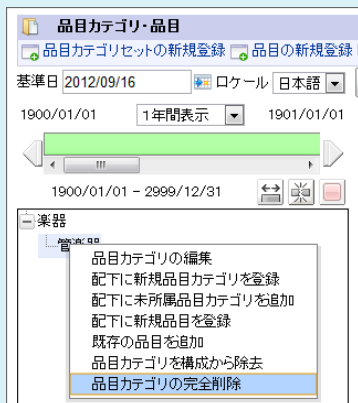 品目カテゴリ・品目
品目カテゴリセットの新規登録 品目の新規登録
基準日 2012/09/16 ロケール 日本語
1900/01/01 1年間表示 1901/01/01
1900/01/01 - 2999/12/31
楽器
管楽器
品目カテゴリの編集
配下に新規品目カテゴリを登録
配下に未所属品目カテゴリを追加
配下に新規品目を登録
既存の品目を追加
品目カテゴリを構成から除去
品目カテゴリの完全削除